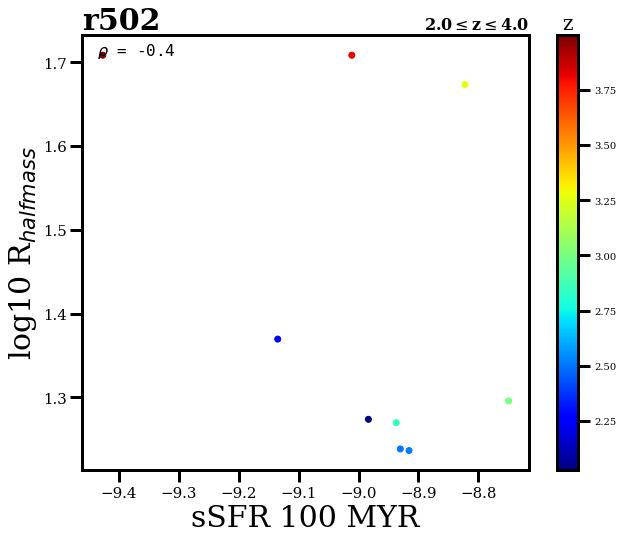 r502
2.0 ≤ z ≤ 4.0
z
ρ = -0.4
1.7
1.6
1.5
1.4
1.3
log10 R_halfmass
−9.4 −9.3 −9.2 −9.1 −9.0 −8.9 −8.8
sSFR 100 MYR
3.75
3.50
3.25
3.00
2.75
2.50
2.25